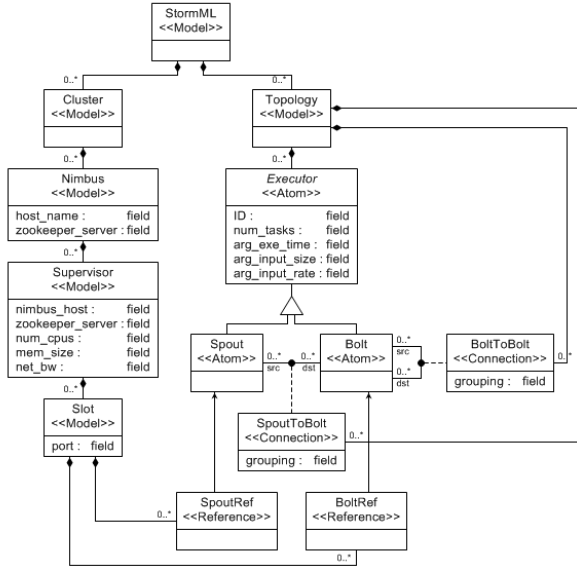 StormML
<<Model>>
0..*
0..*
Cluster
<<Model>>
Topology
<<Model>>
0..*
0..*
0..*
Nimbus
<<Model>>
host_name : field
zookeeper_server : field
Executor
<<Atom>>
ID : field
num_tasks : field
arg_exe_time : field
arg_input_size : field
arg_input_rate : field
0..*
Supervisor
<<Model>>
nimbus_host : field
zookeeper_server : field
num_cpus : field
mem_size : field
net_bw : field
Spout
<<Atom>>
0..*
src
0..*
dst
Bolt
<<Atom>>
0..*
src
0..*
dst
BoltToBolt
<<Connection>>
grouping : field
0..*
0..*
Slot
<<Model>>
port : field
SpoutToBolt
<<Connection>>
grouping : field
0..*
SpoutRef
<<Reference>>
0..*
BoltRef
<<Reference>>
0..*